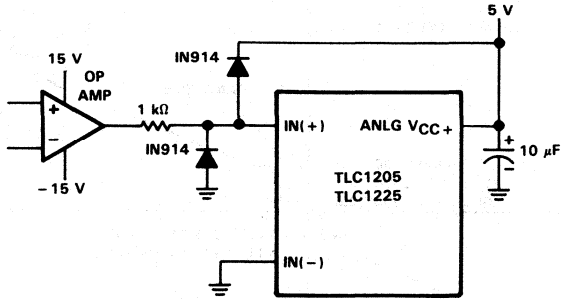 5 V
15 V
OP
AMP
IN914
1 kΩ
+
−
IN914
−15 V
IN(+)
ANLG VCC+
+
10 μF
−
TLC1205
TLC1225
IN(−)